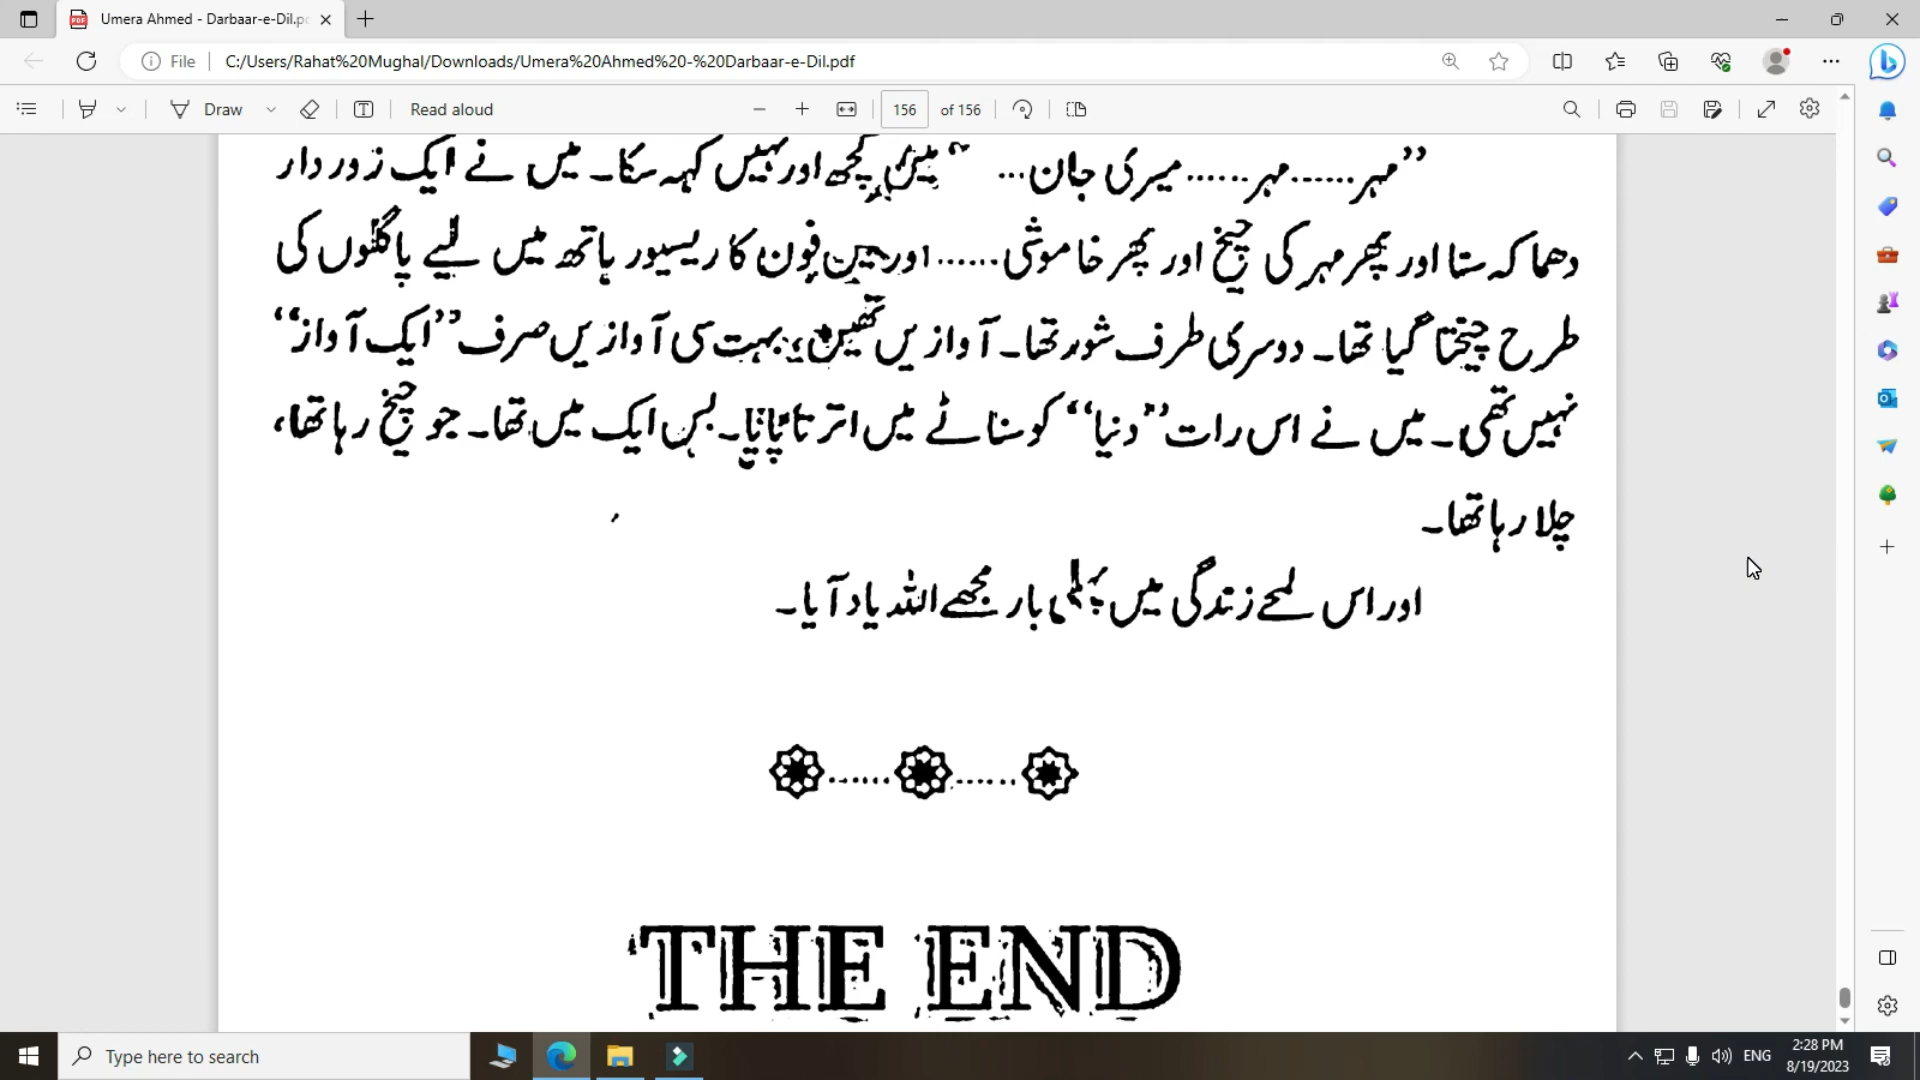 Umera Ahmed - Darbaar-e-Dil.p
File C:/Users/Rahat%20Mughal/Downloads/Umera%20Ahmed%20-%20Darbaar-e-Dil.pdf
Draw Read aloud 156 of 156
’’مہر......مہر......میری جان...‘‘ میں کچھ اور نہیں کہہ سکا۔ میں نے ایک زور دار
دھماکہ سنا اور پھر مہر کی چیخ اور پھر خاموشی...... اور میں فون کا ریسیور ہاتھ میں لیے پاگلوں کی
طرح چیختا گیا تھا۔ دوسری طرف شور تھا۔ آوازیں تھیں، بہت سی آوازیں صرف ’’ایک آواز‘‘
نہیں تھی۔ میں نے اس رات ’’دنیا‘‘ کو سناٹے میں اترتا پایا۔ بس ایک میں تھا۔ جو چیخ رہا تھا،
چلا رہا تھا۔
اور اس لمحے زندگی میں پہلی بار مجھے اللہ یاد آیا۔
THE END
Type here to search
ENG
2:28 PM
8/19/2023